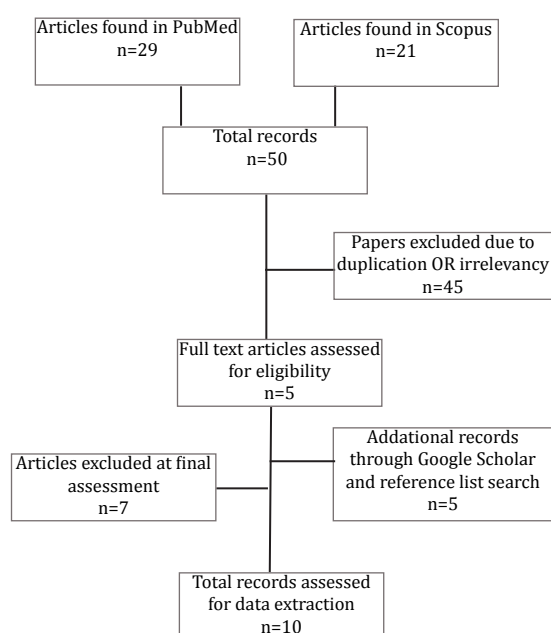 Articles found in PubMed
n=29
Articles found in Scopus
n=21
Total records
n=50
Papers excluded due to
duplication OR irrelevancy
n=45
Full text articles assessed
for eligibility
n=5
Addational records
through Google Scholar
and reference list search
n=5
Articles excluded at final
assessment
n=7
Total records assessed
for data extraction
n=10